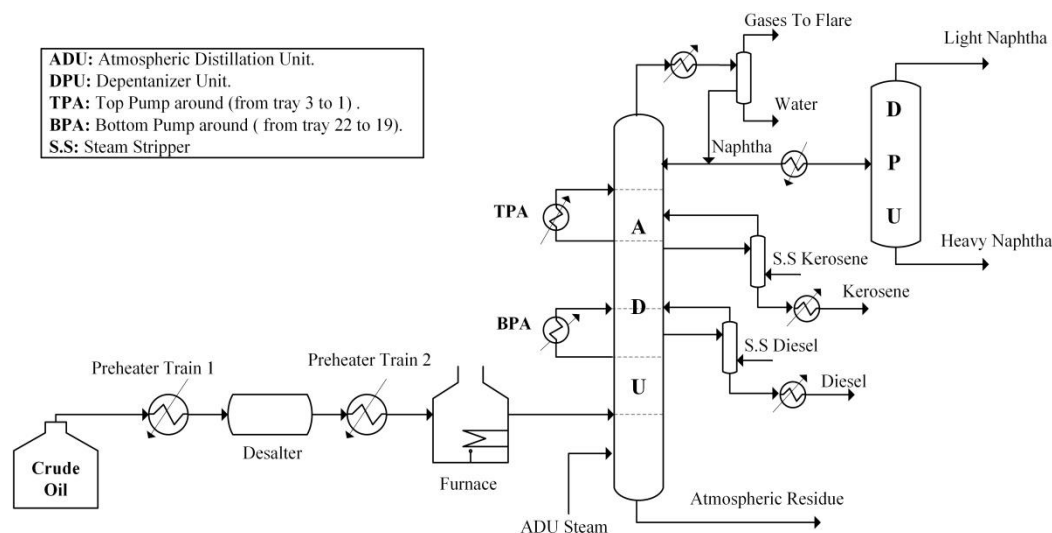 ADU: Atmospheric Distillation Unit.
DPU: Depentanizer Unit.
TPA: Top Pump around (from tray 3 to 1) .
BPA: Bottom Pump around ( from tray 22 to 19).
S.S: Steam Stripper
Gases To Flare
Light Naphtha
Water
Naphtha
D
P
U
TPA
A
S.S Kerosene
Heavy Naphtha
Kerosene
BPA
D
S.S Diesel
Diesel
U
Preheater Train 1
Preheater Train 2
Desalter
Furnace
Crude
Oil
ADU Steam
Atmospheric Residue